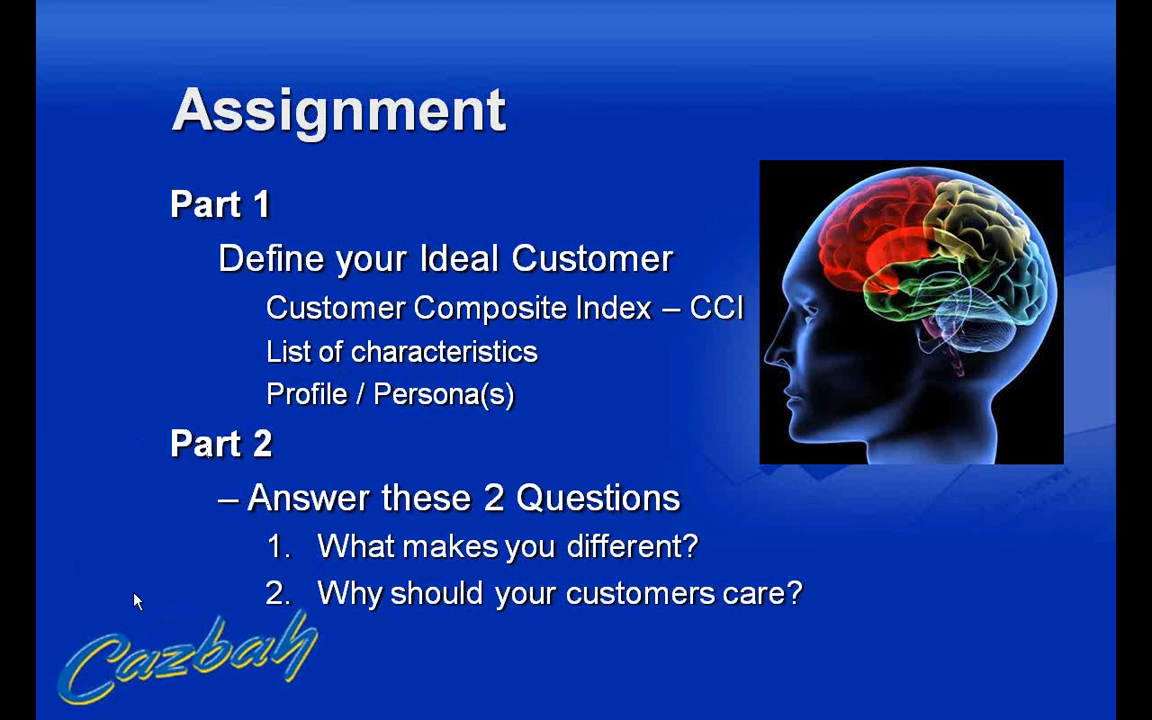 Assignment
Part 1
Define your Ideal Customer
Customer Composite Index – CCI
List of characteristics
Profile / Persona(s)
Part 2
– Answer these 2 Questions
1. What makes you different?
2. Why should your customers care?
Cazbah